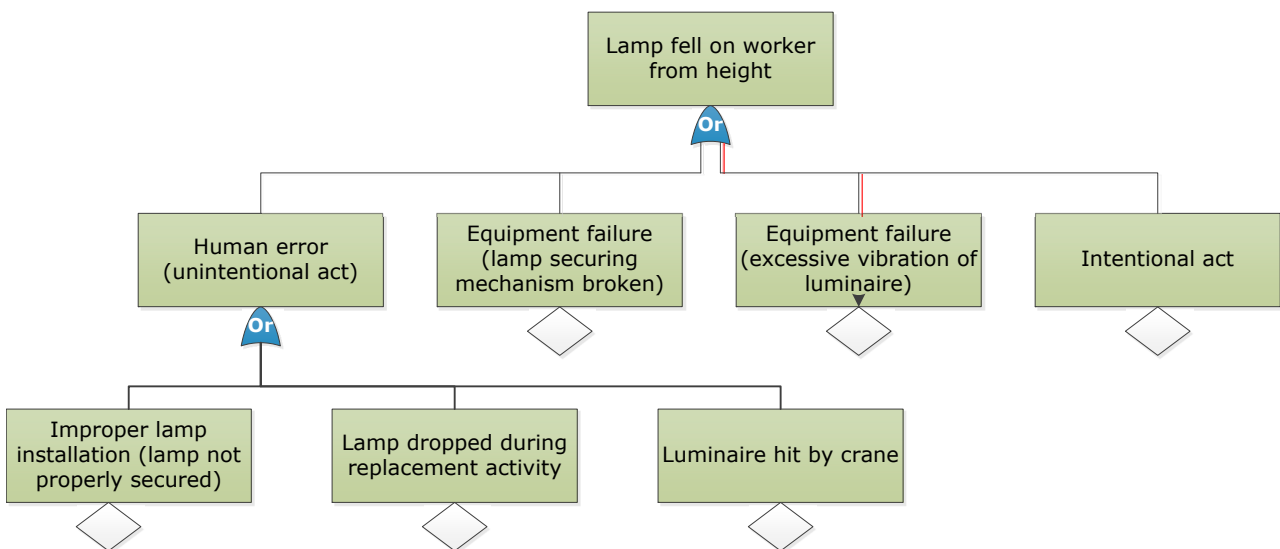 Lamp fell on worker
from height
Or
Human error
(unintentional act)
Equipment failure
(lamp securing
mechanism broken)
Equipment failure
(excessive vibration of
luminaire)
Intentional act
Or
Improper lamp
installation (lamp not
properly secured)
Lamp dropped during
replacement activity
Luminaire hit by crane